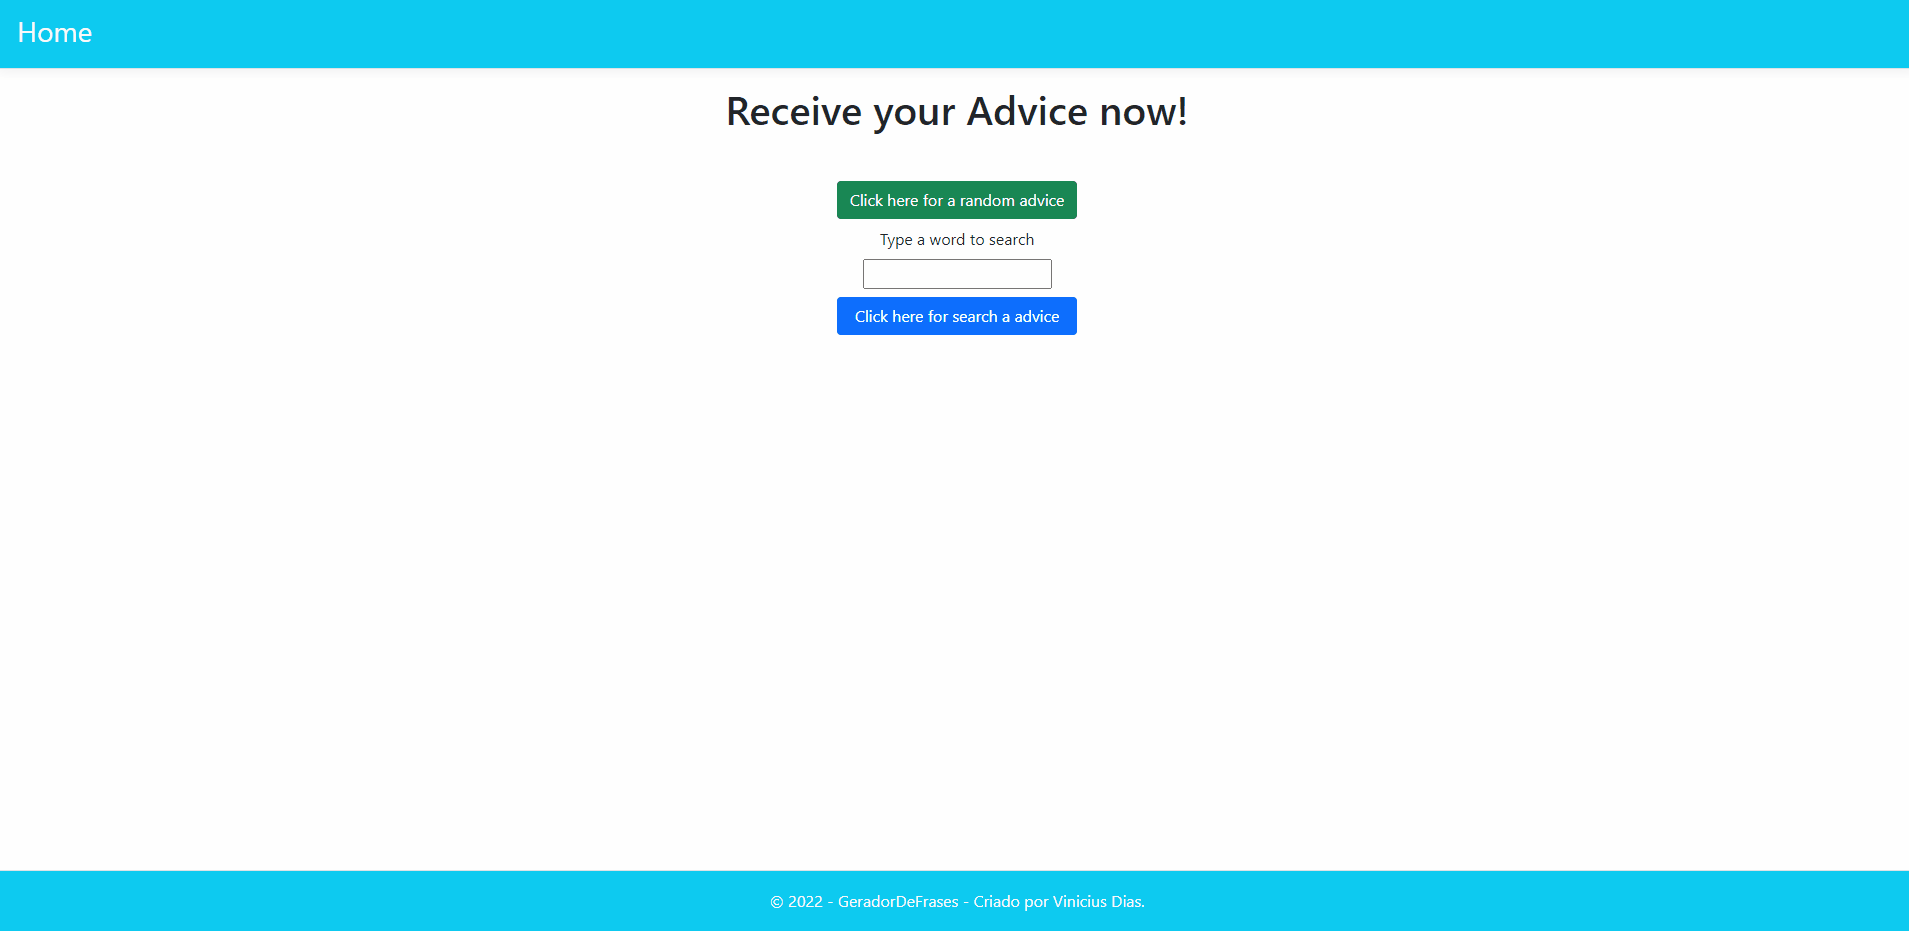 Home
Receive your Advice now!
Click here for a random advice
Type a word to search
Click here for search a advice
© 2022 - GeradorDeFrases - Criado por Vinicius Dias.